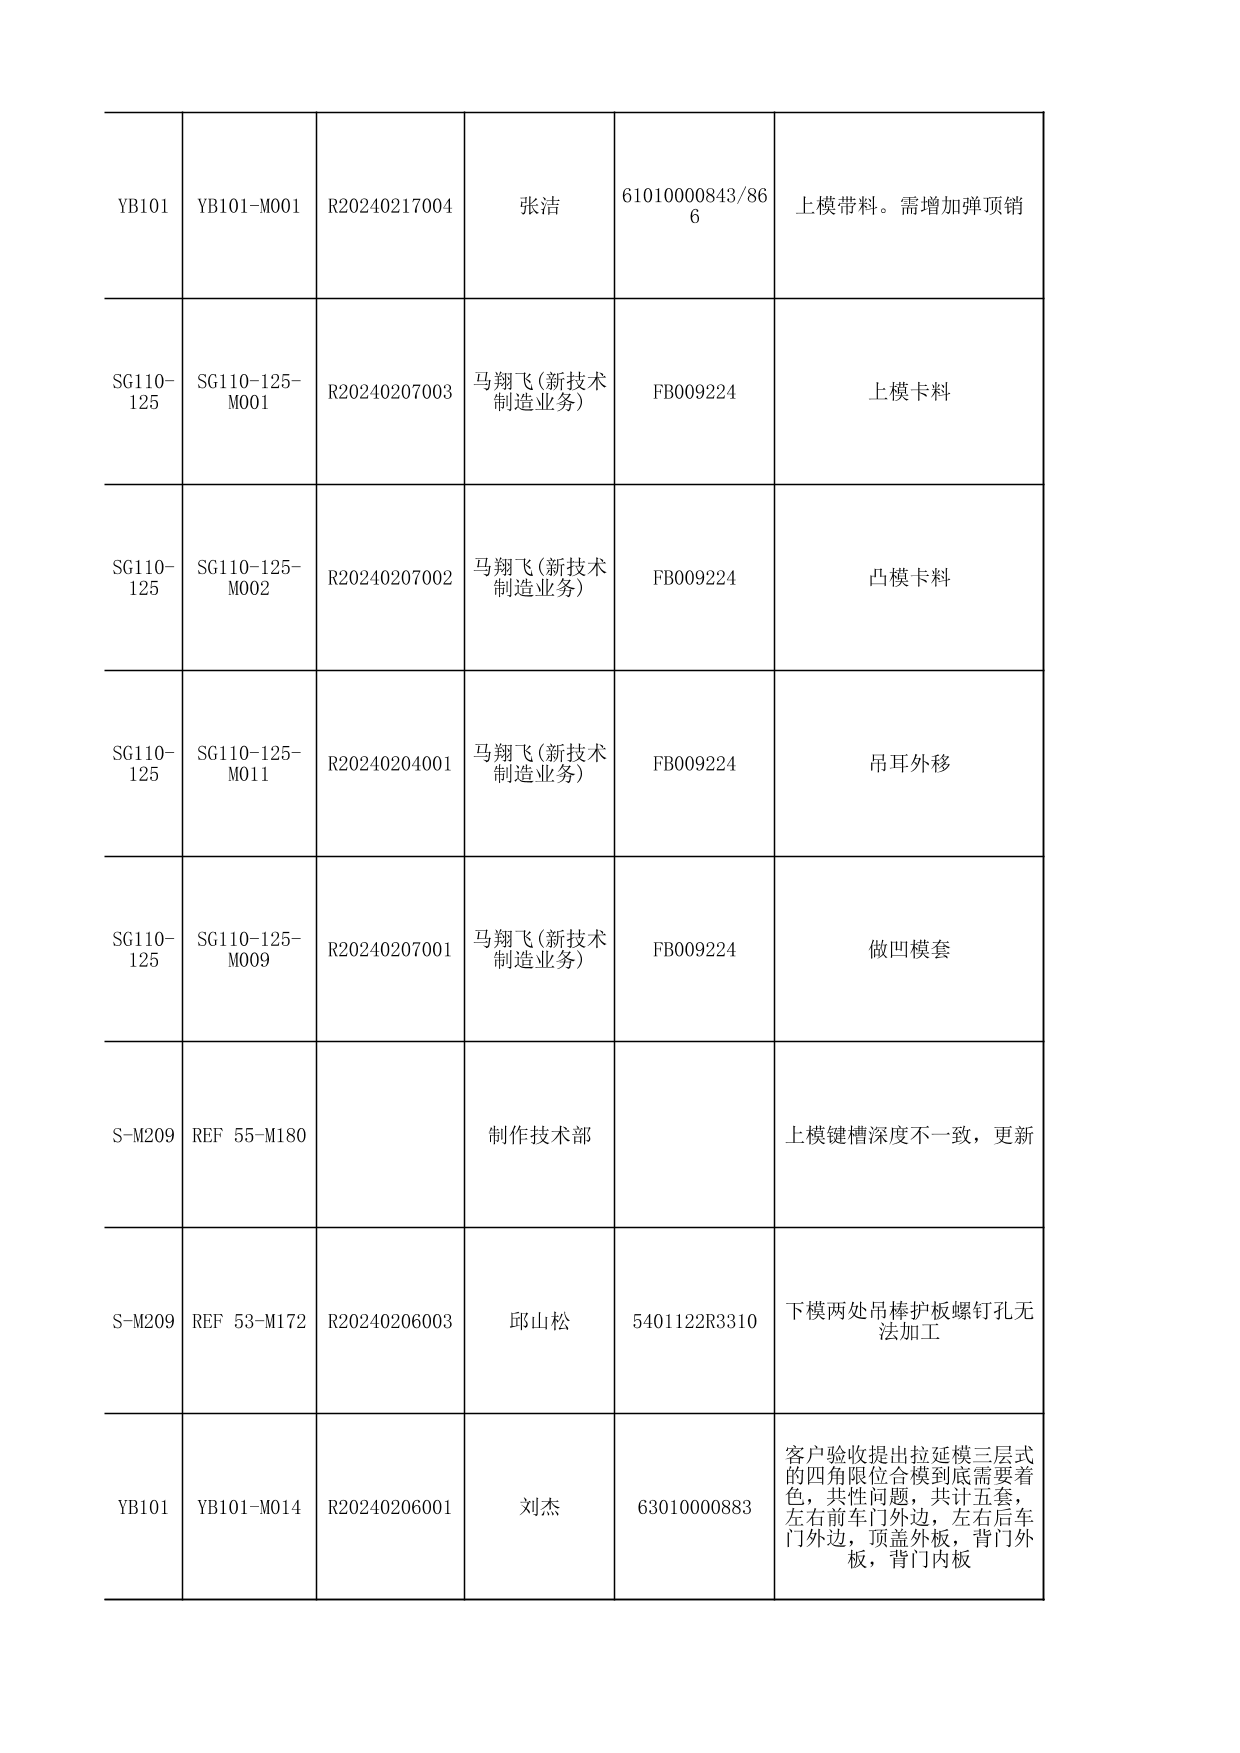 YB101 YB101-M001 R20240217004 张洁 61010000843/86
6 上模带料。需增加弹顶销
SG110-
125 SG110-125-
M001 R20240207003 马翔飞(新技术
制造业务) FB009224 上模卡料
SG110-
125 SG110-125-
M002 R20240207002 马翔飞(新技术
制造业务) FB009224 凸模卡料
SG110-
125 SG110-125-
M011 R20240204001 马翔飞(新技术
制造业务) FB009224 吊耳外移
SG110-
125 SG110-125-
M009 R20240207001 马翔飞(新技术
制造业务) FB009224 做凹模套
S-M209 REF 55-M180 制作技术部 上模键槽深度不一致，更新
S-M209 REF 53-M172 R20240206003 邱山松 5401122R3310 下模两处吊棒护板螺钉孔无
法加工
YB101 YB101-M014 R20240206001 刘杰 63010000883 客户验收提出拉延模三层式
的四角限位合模到底需要着
色，共性问题，共计五套，
左右前车门外边，左右后车
门外边，顶盖外板，背门外
板，背门内板